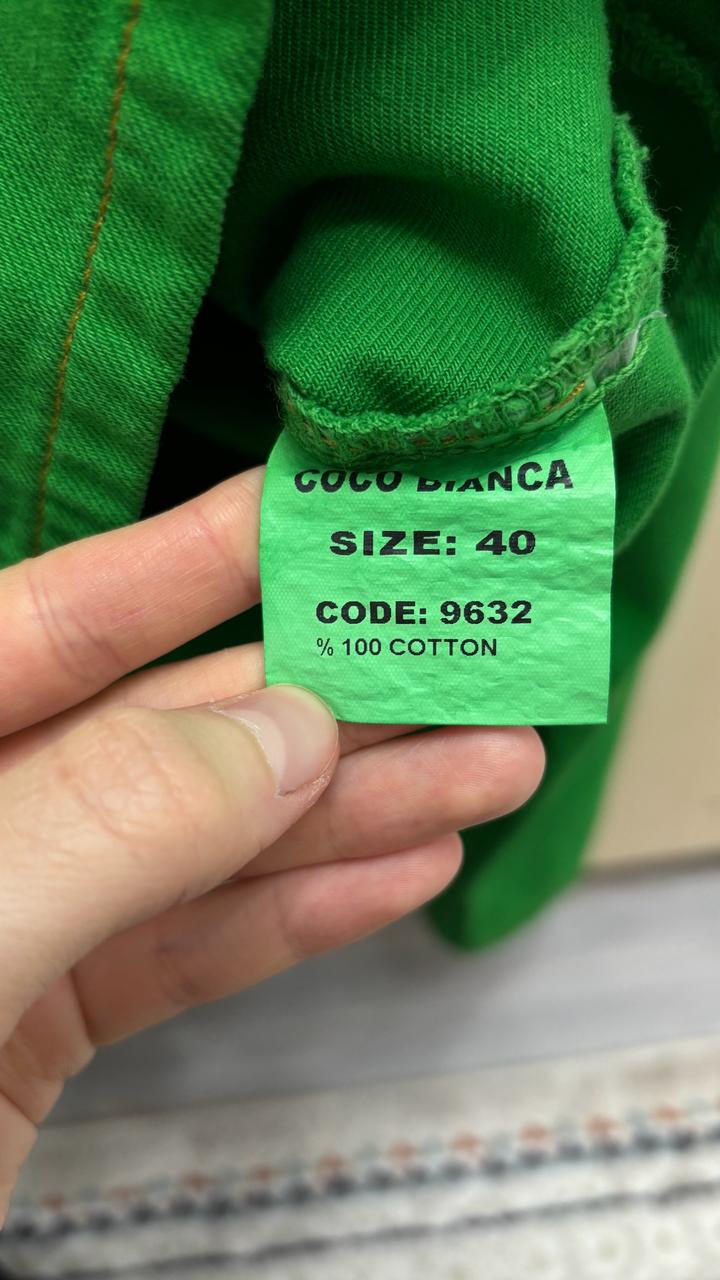 COCO BIANCA
SIZE: 40
CODE: 9632
% 100 COTTON